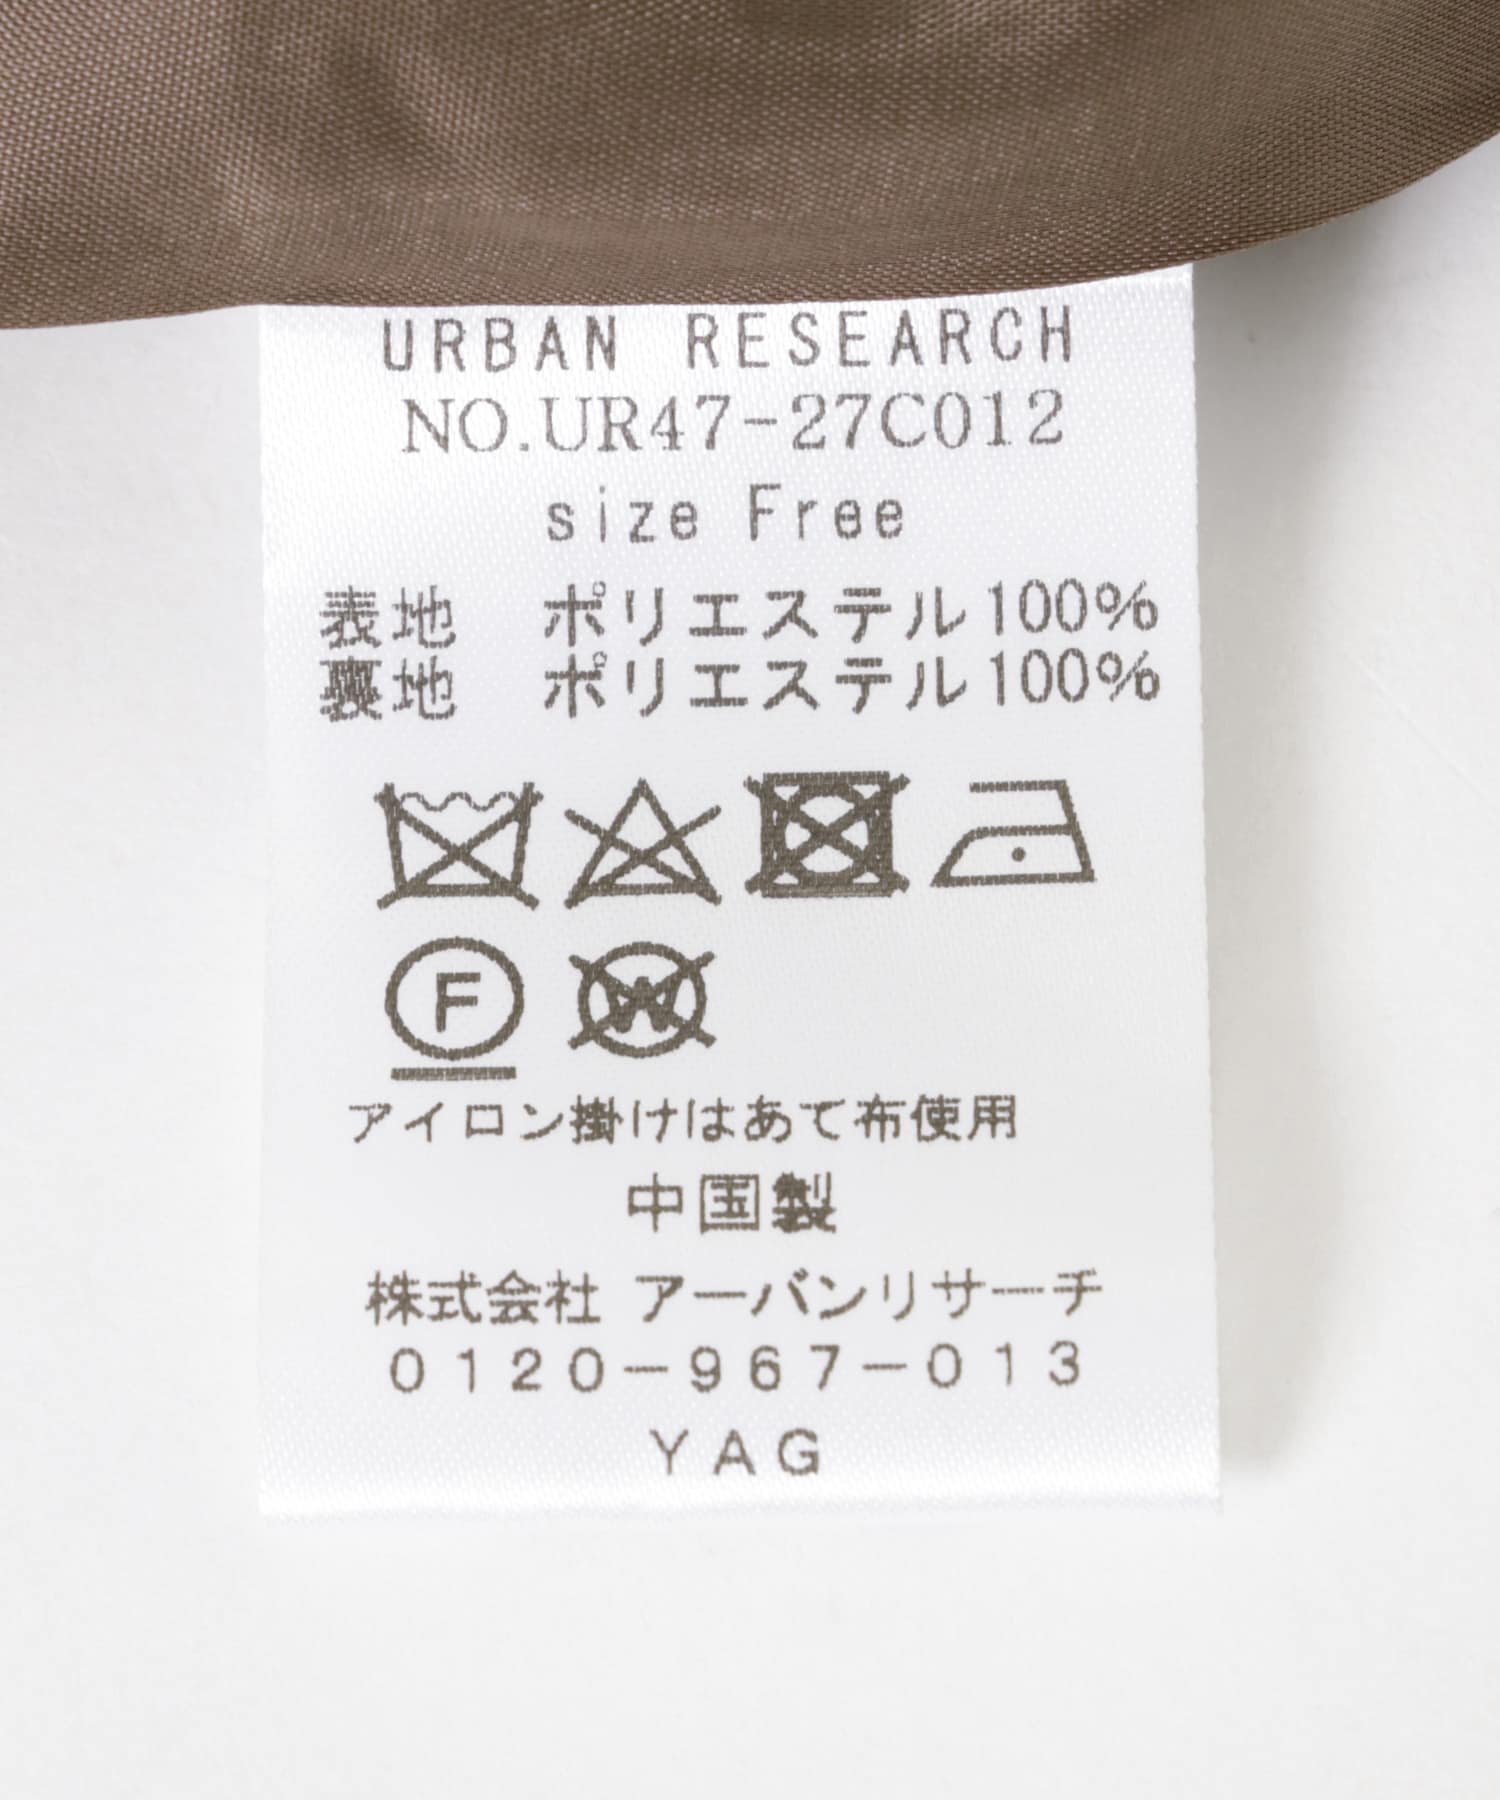 URBAN RESEARCH
NO.UR47-27C012
size Free
表地 ポリエステル100%
裏地 ポリエステル100%
F W
アイロン掛けはあて布使用
中国製
株式会社 アーバンリサーチ
0120-967-013
YAG